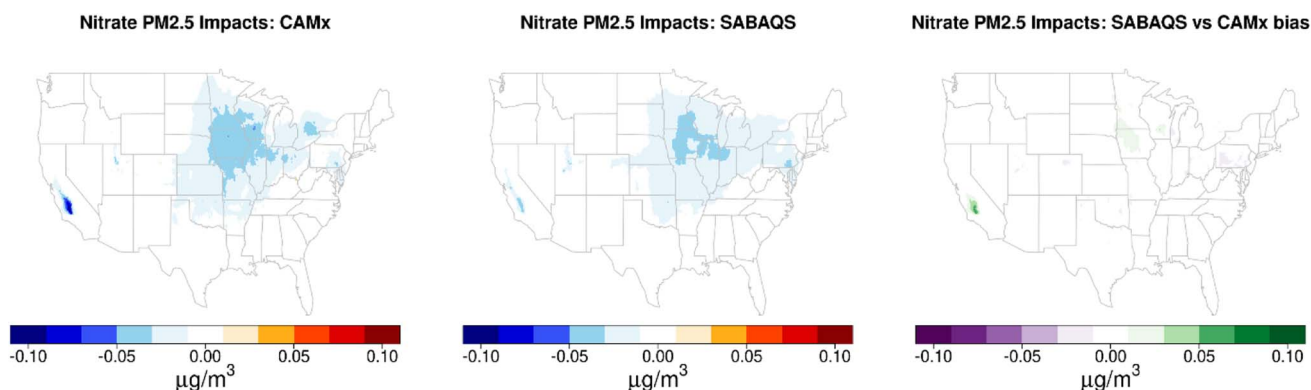 Nitrate PM2.5 Impacts: CAMx
Nitrate PM2.5 Impacts: SABAQS
Nitrate PM2.5 Impacts: SABAQS vs CAMx bias
-0.10 -0.05 0.00 0.05 0.10
μg/m³
-0.10 -0.05 0.00 0.05 0.10
μg/m³
-0.10 -0.05 0.00 0.05 0.10
μg/m³